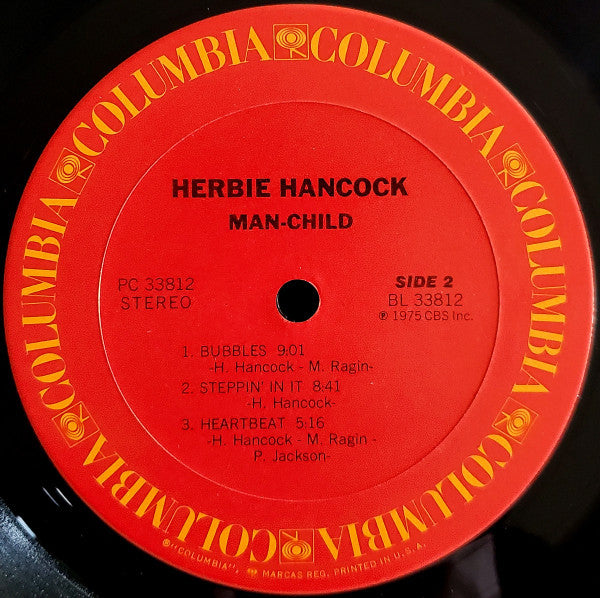 COLUMBIA COLUMBIA COLUMBIA COLUMBIA COLUMBIA COLUMBIA COLUMBIA
HERBIE HANCOCK
MAN-CHILD
PC 33812
STEREO
SIDE 2
BL 33812
℗ 1975 CBS Inc.
1. BUBBLES 9:01
-H. Hancock - M. Ragin-
2. STEPPIN' IN IT 8:41
-H. Hancock-
3. HEARTBEAT 5:16
-H. Hancock - M. Ragin -
P. Jackson-
®"COLUMBIA", MARCAS REG. PRINTED IN U.S.A.